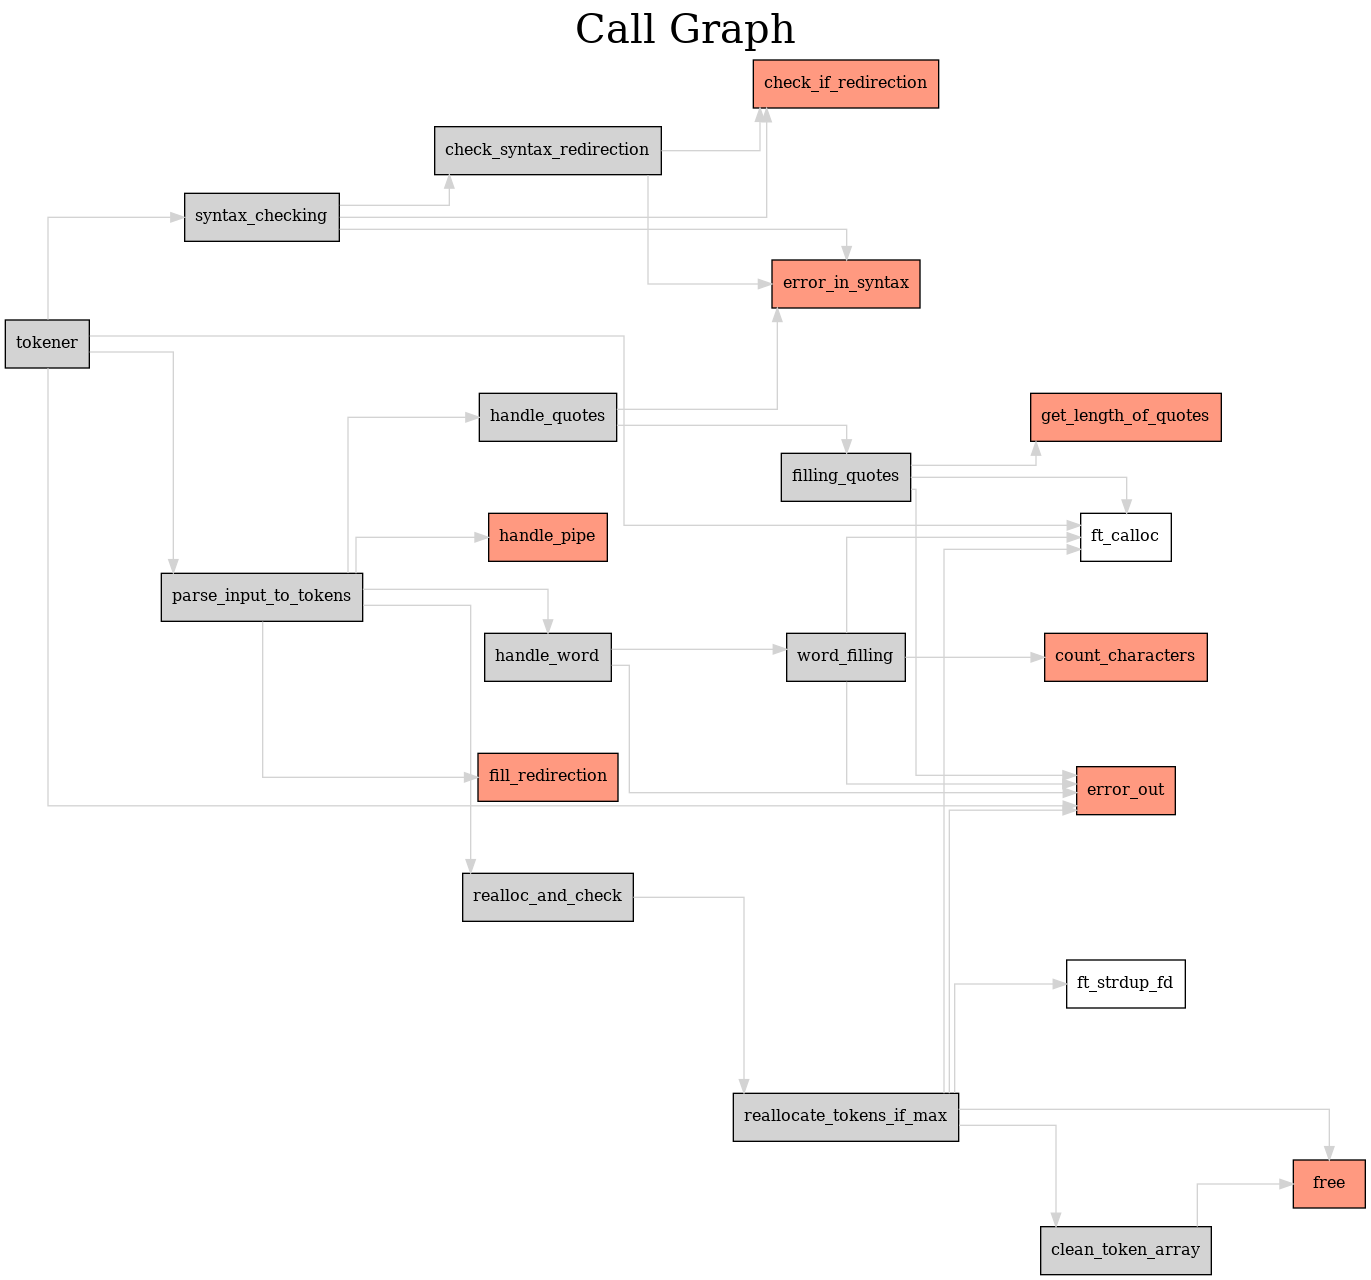 Call Graph
check_if_redirection
check_syntax_redirection
syntax_checking
error_in_syntax
tokener
handle_quotes
get_length_of_quotes
filling_quotes
handle_pipe
ft_calloc
parse_input_to_tokens
handle_word
word_filling
count_characters
fill_redirection
error_out
realloc_and_check
ft_strdup_fd
reallocate_tokens_if_max
free
clean_token_array